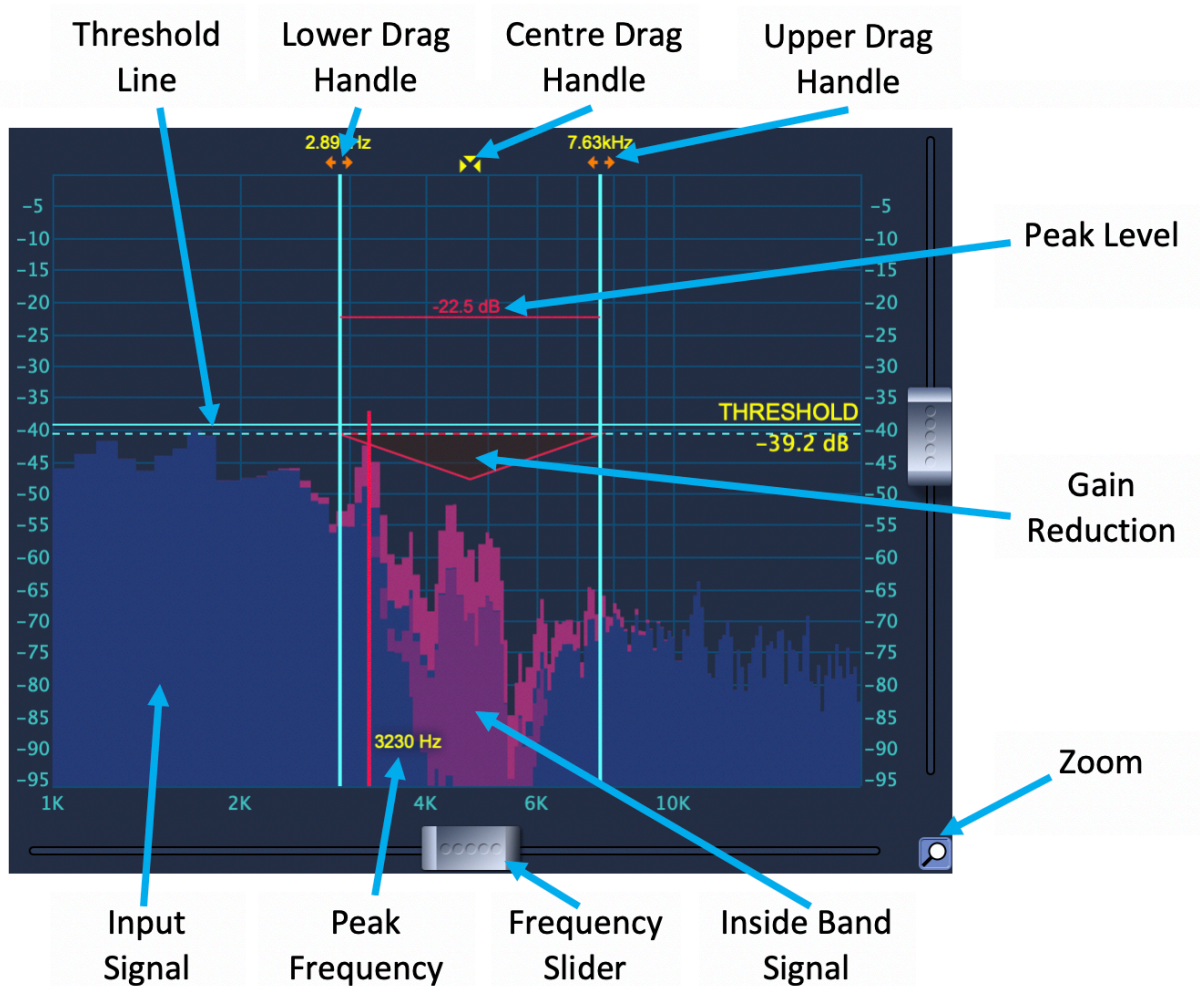 Threshold
Line
Lower Drag
Handle
Centre Drag
Handle
Upper Drag
Handle
7.63kHz
-5
-5
-10
-10
-15
-15
-20
-20
-25
-25
-30
-30
-35
-35
-40
-40
-45
-45
-50
-50
-55
-55
-60
-60
-65
-65
-70
-70
-75
-75
-80
-80
-85
-85
-90
-90
-95
-95
-22.5 dB
THRESHOLD
-39.2 dB
3230 Hz
1K
2K
4K
6K
10K
Peak Level
Gain
Reduction
Zoom
Input
Signal
Peak
Frequency
Frequency
Slider
Inside Band
Signal